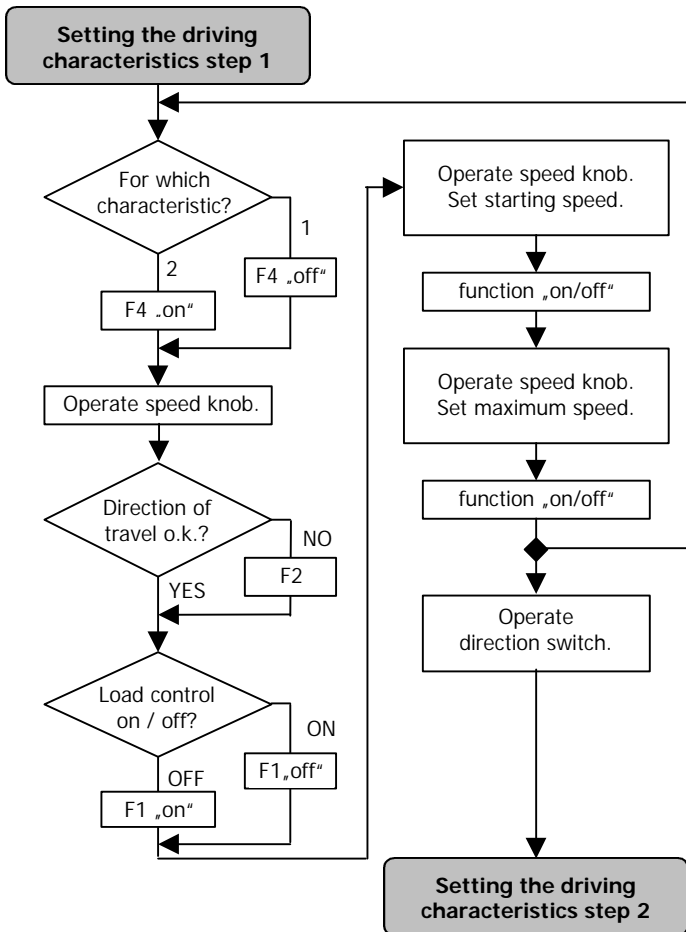 Setting the driving
characteristics step 1
For which
characteristic?
1
2
F4 „off“
F4 „on“
Operate speed knob.
Direction of
travel o.k.?
NO
F2
YES
Load control
on / off?
ON
F1„off“
OFF
F1 „on“
Operate speed knob.
Set starting speed.
function „on/off“
Operate speed knob.
Set maximum speed.
function „on/off“
Operate
direction switch.
Setting the driving
characteristics step 2